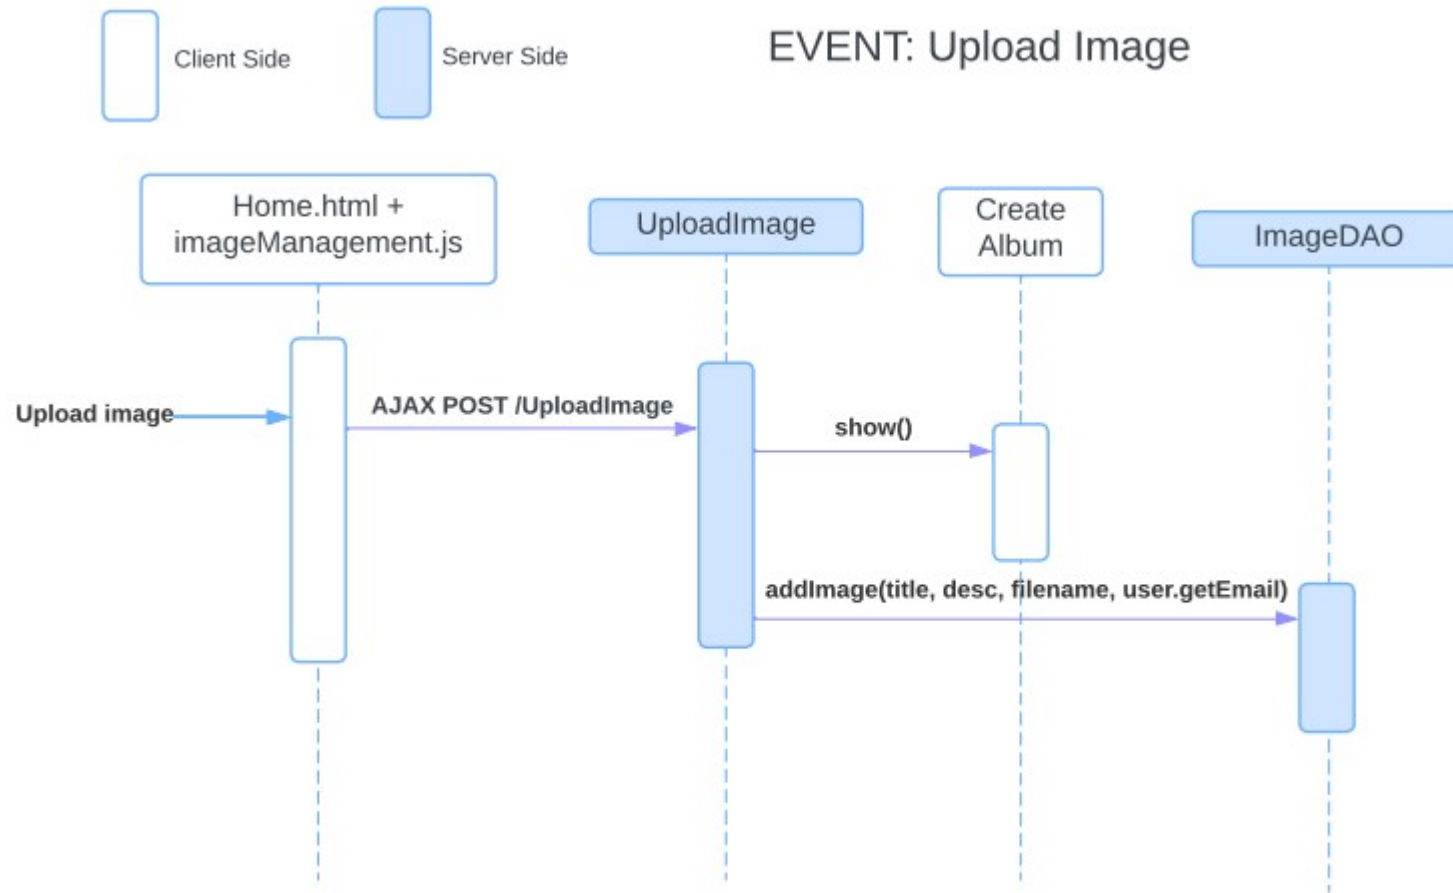 Client Side
Server Side
EVENT: Upload Image
Home.html +
imageManagement.js
UploadImage
Create
Album
ImageDAO
Upload image
AJAX POST /UploadImage
show()
addImage(title, desc, filename, user.getEmail)